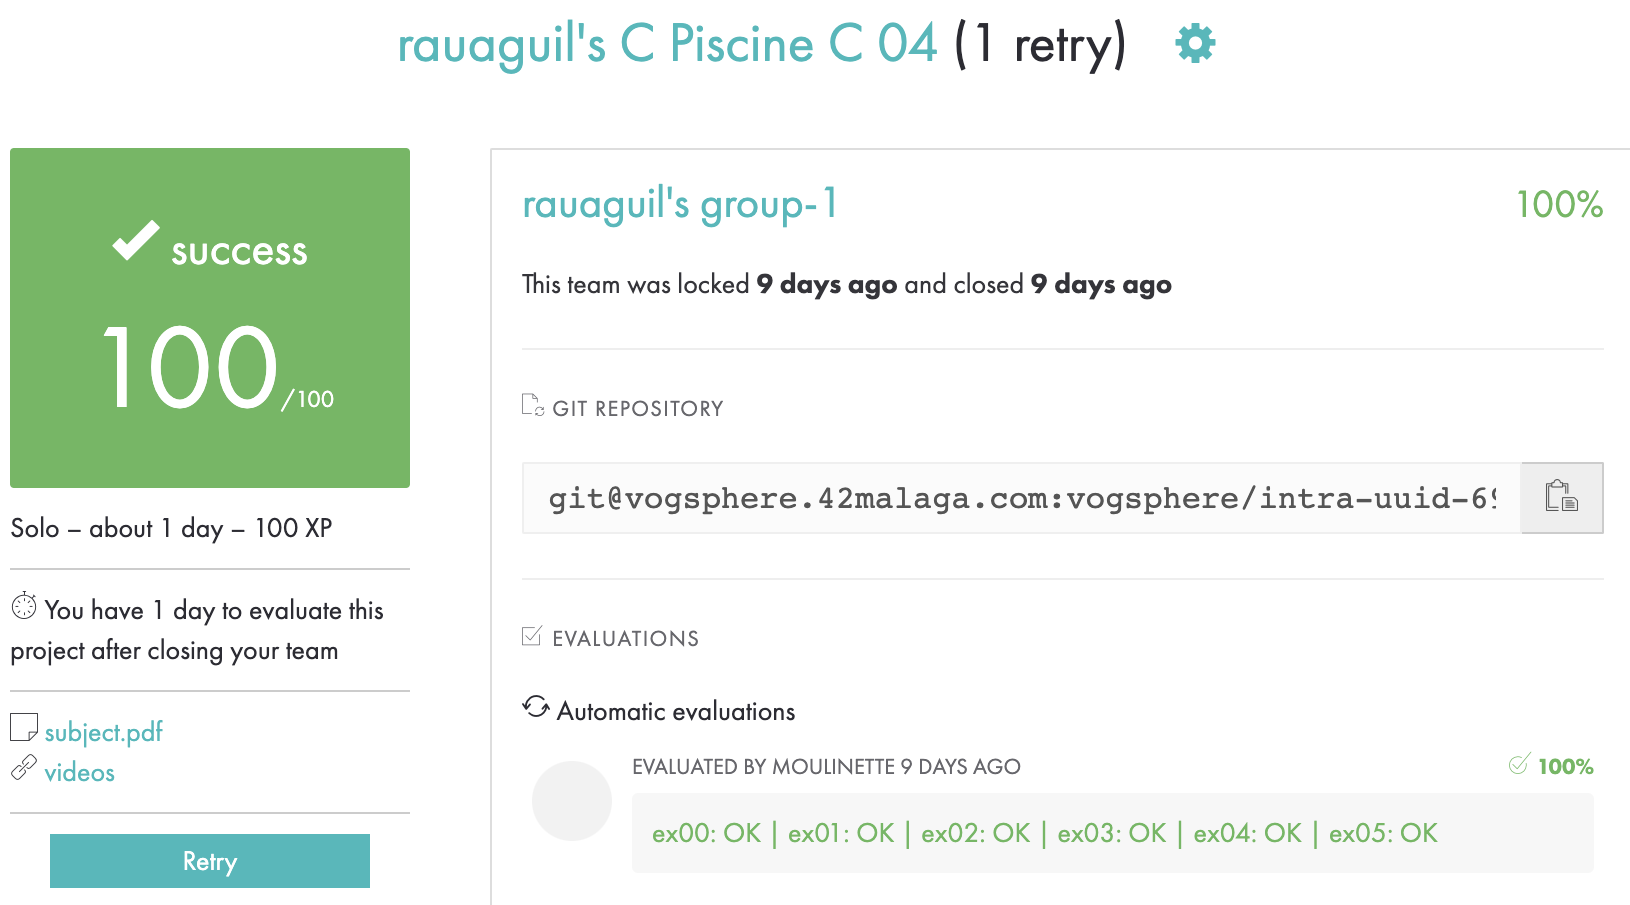 rauaguil's C Piscine C 04 (1 retry)
success
100 /100
Solo – about 1 day – 100 XP
You have 1 day to evaluate this
project after closing your team
subject.pdf
videos
Retry
rauaguil's group-1 100%
This team was locked 9 days ago and closed 9 days ago
GIT REPOSITORY
git@vogsphere.42malaga.com:vogsphere/intra-uuid-69
EVALUATIONS
Automatic evaluations
EVALUATED BY MOULINETTE 9 DAYS AGO 100%
ex00: OK | ex01: OK | ex02: OK | ex03: OK | ex04: OK | ex05: OK